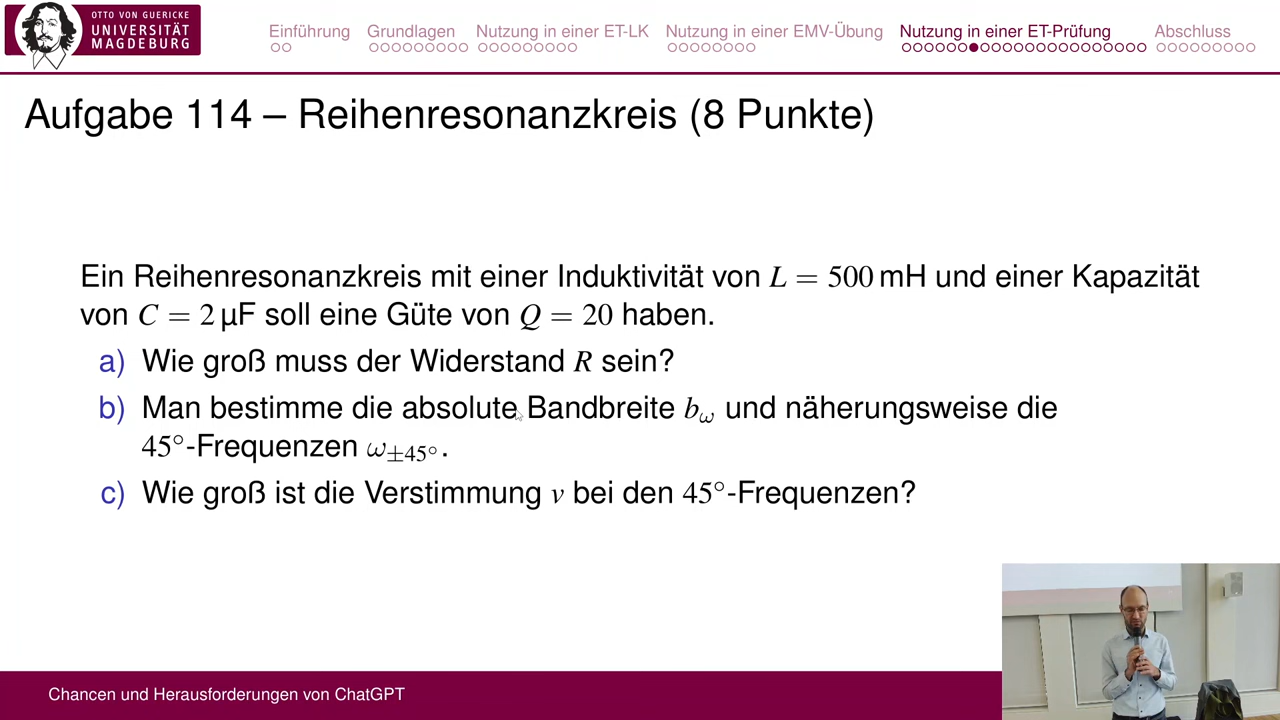 OTTO VON GUERICKE
UNIVERSITÄT
MAGDEBURG
Einführung Grundlagen Nutzung in einer ET-LK Nutzung in einer EMV-Übung Nutzung in einer ET-Prüfung Abschluss
Aufgabe 114 – Reihenresonanzkreis (8 Punkte)
Ein Reihenresonanzkreis mit einer Induktivität von L = 500 mH und einer Kapazität
von C = 2 µF soll eine Güte von Q = 20 haben.
a) Wie groß muss der Widerstand R sein?
b) Man bestimme die absolute Bandbreite b_ω und näherungsweise die
45°-Frequenzen ω_±45°.
c) Wie groß ist die Verstimmung v bei den 45°-Frequenzen?
Chancen und Herausforderungen von ChatGPT